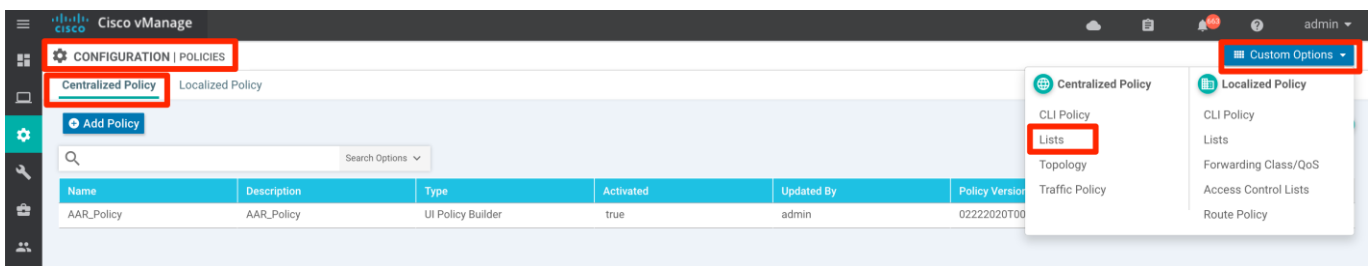 cisco Cisco vManage 663 admin
CONFIGURATION | POLICIES Custom Options
Centralized Policy Localized Policy
Centralized Policy Localized Policy
CLI Policy CLI Policy
Add Policy
Lists Lists
Search Options
Topology Forwarding Class/QoS
Name Description Type Activated Updated By Policy Version
Traffic Policy Access Control Lists
AAR_Policy AAR_Policy UI Policy Builder true admin 02222020T00
Route Policy